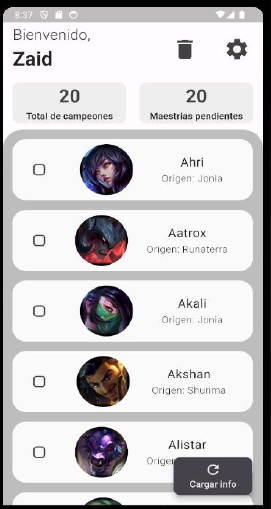 8:37
Bienvenido,
Zaid
20
Total de campeones
20
Maestrias pendientes
Ahri
Origen: Jonia
Aatrox
Origen: Runaterra
Akali
Origen: Jonia
Akshan
Origen: Shurima
Alistar
Origen:
Cargar info